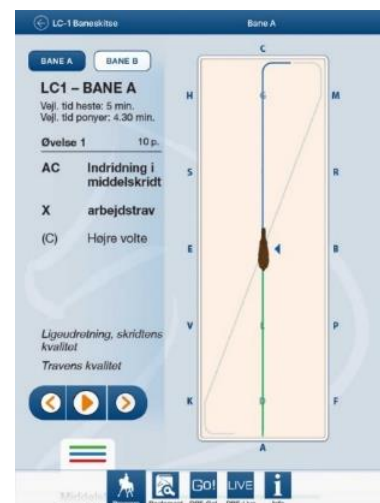 LC-1 Baneskitse
Bane A
BANE A
BANE B
LC1 – BANE A
Vejl. tid heste: 5 min.
Vejl. tid ponyer: 4.30 min.
Øvelse 1 10 p.
AC Indridning i
middelskridt
X arbejdstrav
(C) Højre volte
Ligeudretning, skridtens
kvalitet
Travens kvalitet
C
H G M
S R
E B
V L P
K D F
A
GO! LIVE i